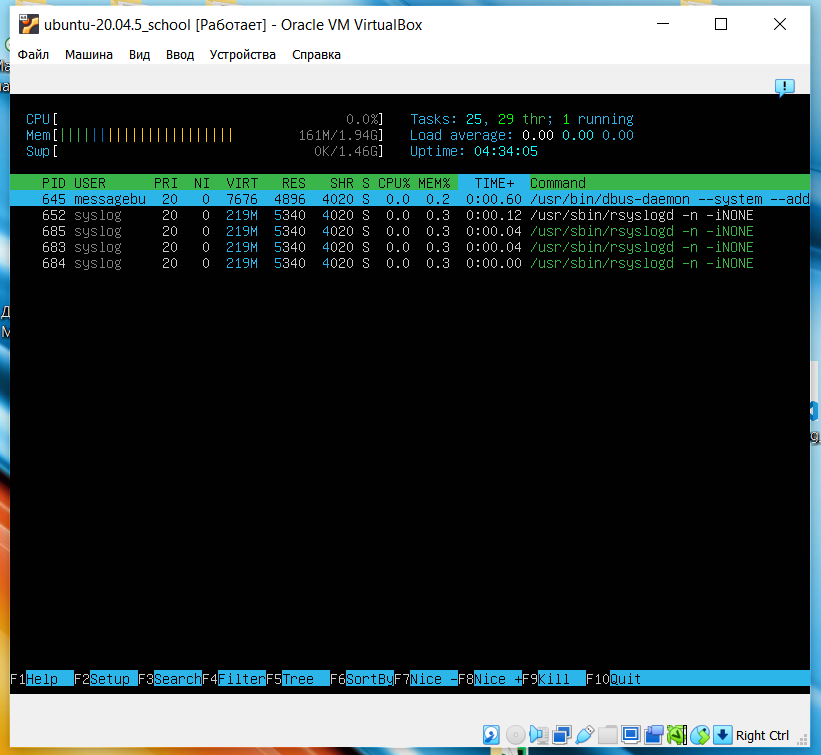 ubuntu-20.04.5_school [Работает] - Oracle VM VirtualBox
Файл Машина Вид Ввод Устройства Справка
CPU[ 0.0%] Tasks: 25, 29 thr; 1 running
Mem[||||||||||||||||||||||| 161M/1.94G] Load average: 0.00 0.00 0.00
Swp[ 0K/1.46G] Uptime: 04:34:05
PID USER PRI NI VIRT RES SHR S CPU% MEM% TIME+ Command
645 messagebu 20 0 7676 4896 4020 S 0.0 0.2 0:00.60 /usr/bin/dbus-daemon --system --add
652 syslog 20 0 219M 5340 4020 S 0.0 0.3 0:00.12 /usr/sbin/rsyslogd -n -iNONE
685 syslog 20 0 219M 5340 4020 S 0.0 0.3 0:00.04 /usr/sbin/rsyslogd -n -iNONE
683 syslog 20 0 219M 5340 4020 S 0.0 0.3 0:00.04 /usr/sbin/rsyslogd -n -iNONE
684 syslog 20 0 219M 5340 4020 S 0.0 0.3 0:00.00 /usr/sbin/rsyslogd -n -iNONE
F1Help F2Setup F3SearchF4FilterF5Tree F6SortByF7Nice -F8Nice +F9Kill F10Quit
Right Ctrl